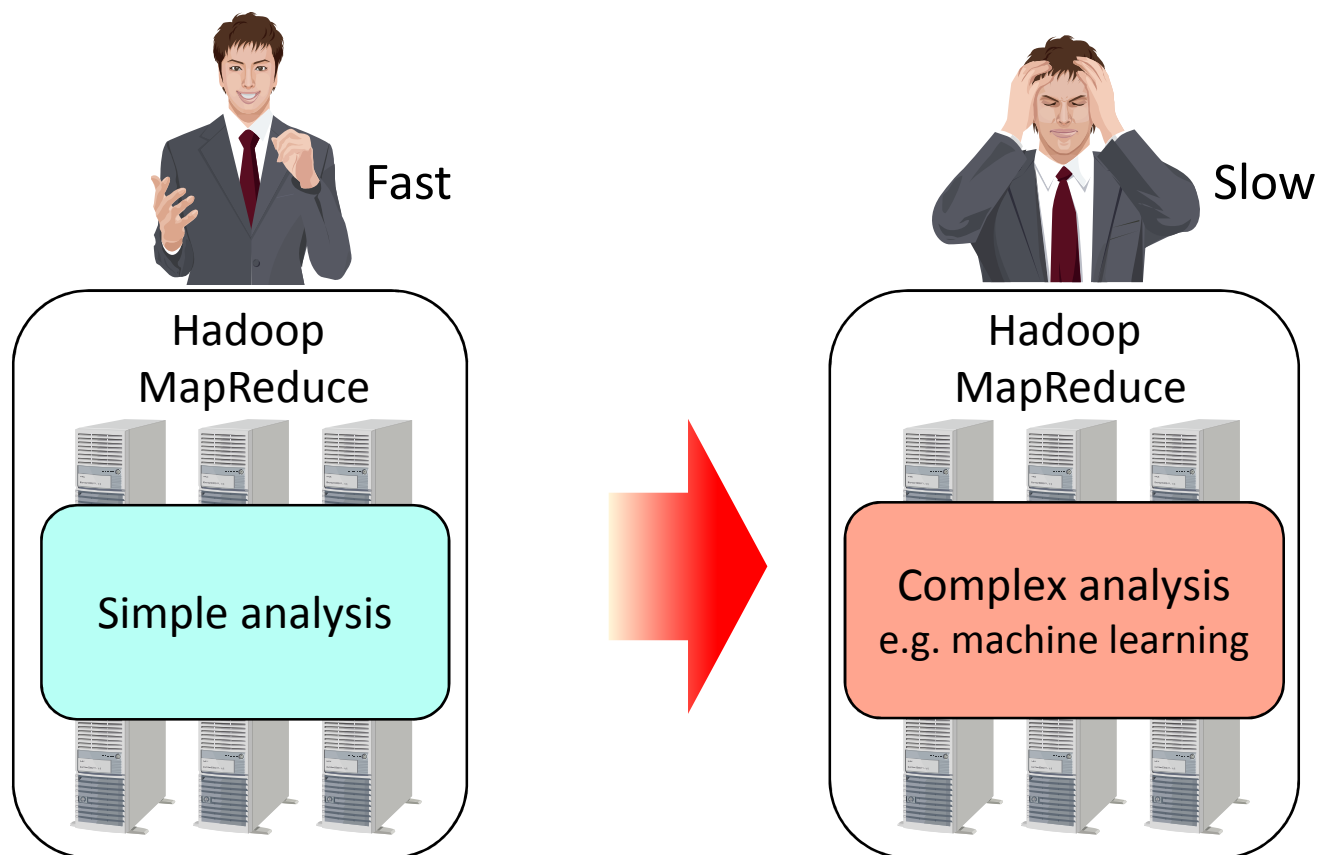 Fast
Hadoop
MapReduce
Simple analysis
Slow
Hadoop
MapReduce
Complex analysis
e.g. machine learning